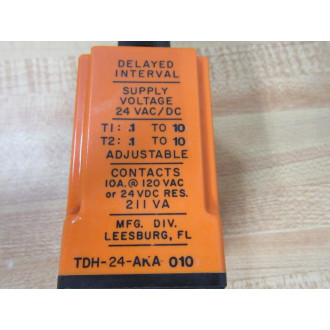 DELAYED
INTERVAL
SUPPLY
VOLTAGE
24 VAC/DC
T1: .1 TO 10
T2: .1 TO 10
ADJUSTABLE
CONTACTS
10A.@ 120 VAC
or 24 VDC RES.
211 VA
MFG. DIV.
LEESBURG, FL
TDH-24-AKA 010